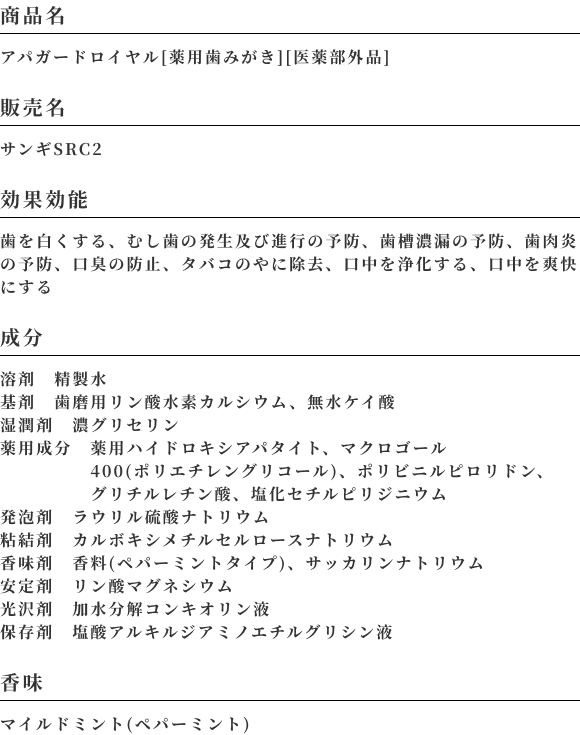 商品名
アパガードロイヤル[薬用歯みがき][医薬部外品]
販売名
サンギSRC2
効果効能
歯を白くする、むし歯の発生及び進行の予防、歯槽濃漏の予防、歯肉炎
の予防、口臭の防止、タバコのやに除去、口中を浄化する、口中を爽快
にする
成分
溶剤　精製水
基剤　歯磨用リン酸水素カルシウム、無水ケイ酸
湿潤剤　濃グリセリン
薬用成分　薬用ハイドロキシアパタイト、マクロゴール
400(ポリエチレングリコール)、ポリビニルピロリドン、
グリチルレチン酸、塩化セチルピリジニウム
発泡剤　ラウリル硫酸ナトリウム
粘結剤　カルボキシメチルセルロースナトリウム
香味剤　香料(ペパーミントタイプ)、サッカリンナトリウム
安定剤　リン酸マグネシウム
光沢剤　加水分解コンキオリン液
保存剤　塩酸アルキルジアミノエチルグリシン液
香味
マイルドミント(ペパーミント)